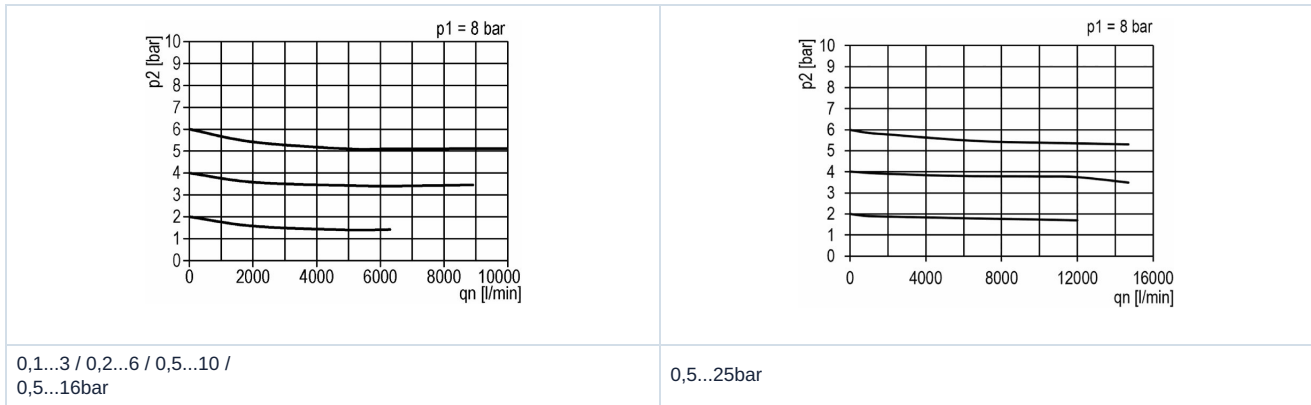 p1 = 8 bar
p2 [bar]
10
9
8
7
6
5
4
3
2
1
0
0 2000 4000 6000 8000 10000
qn [l/min]
p1 = 8 bar
p2 [bar]
10
9
8
7
6
5
4
3
2
1
0
0 4000 8000 12000 16000
qn [l/min]
0,1...3 / 0,2...6 / 0,5...10 /
0,5...16bar
0,5...25bar